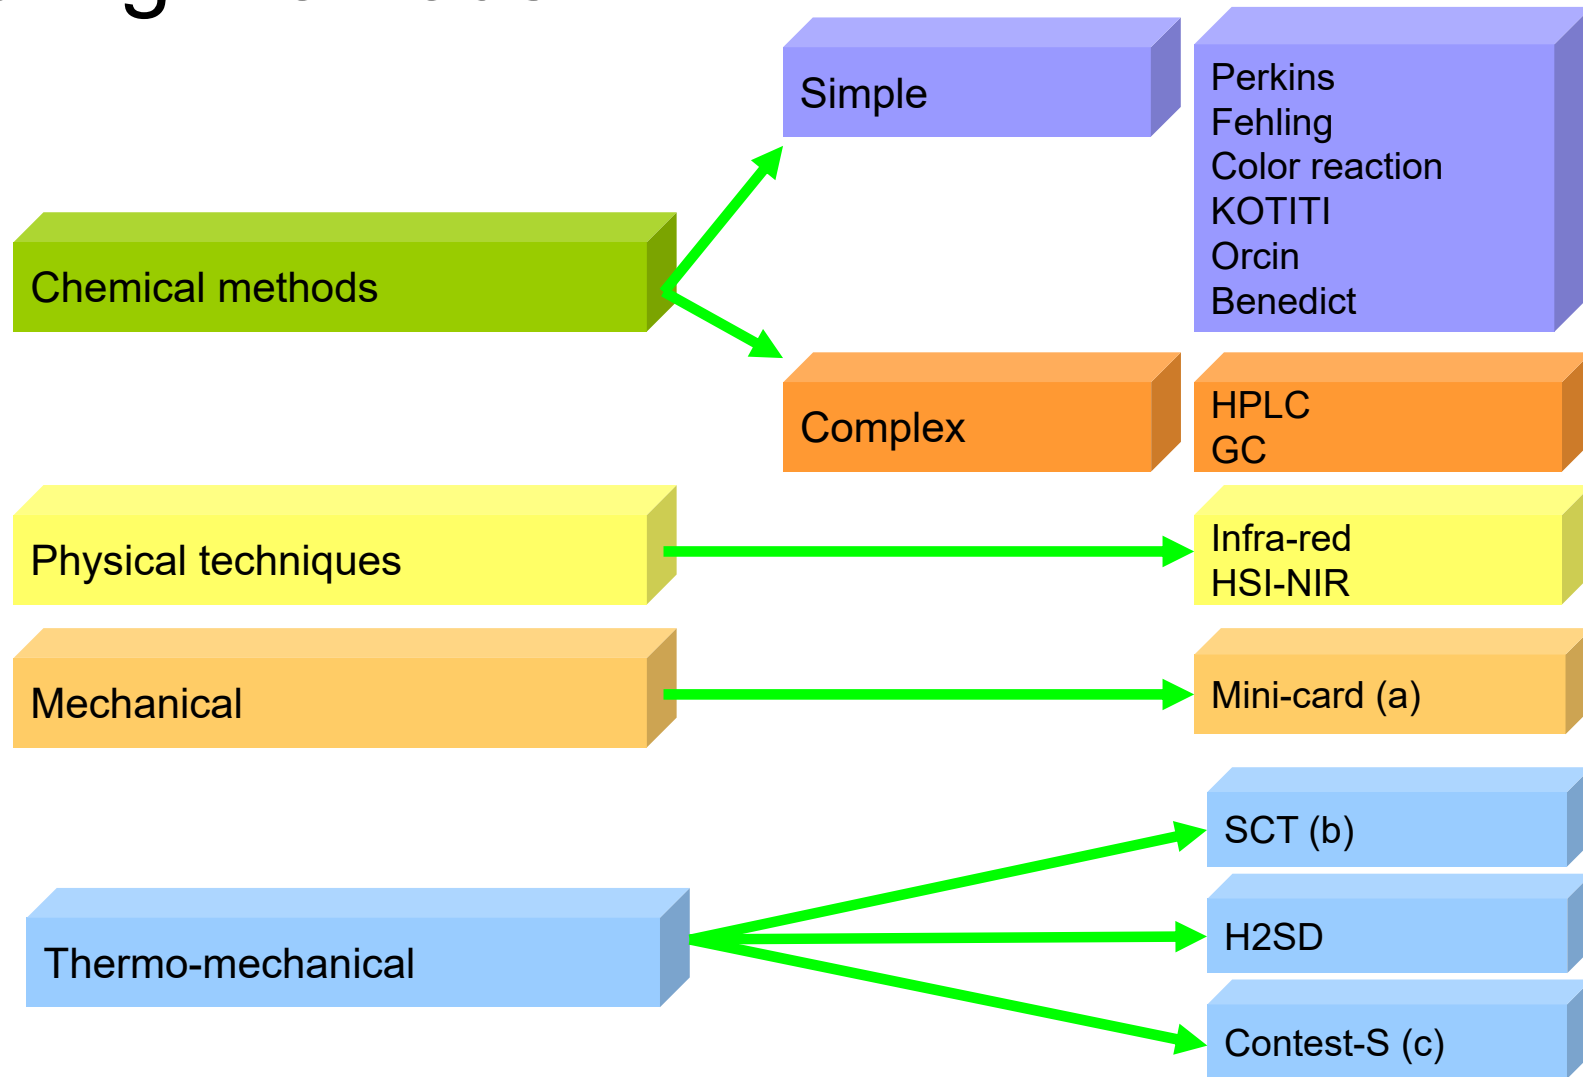 Simple
Perkins
Fehling
Color reaction
KOTITI
Orcin
Benedict
Chemical methods
Complex
HPLC
GC
Physical techniques
Infra-red
HSI-NIR
Mechanical
Mini-card (a)
SCT (b)
Thermo-mechanical
H2SD
Contest-S (c)